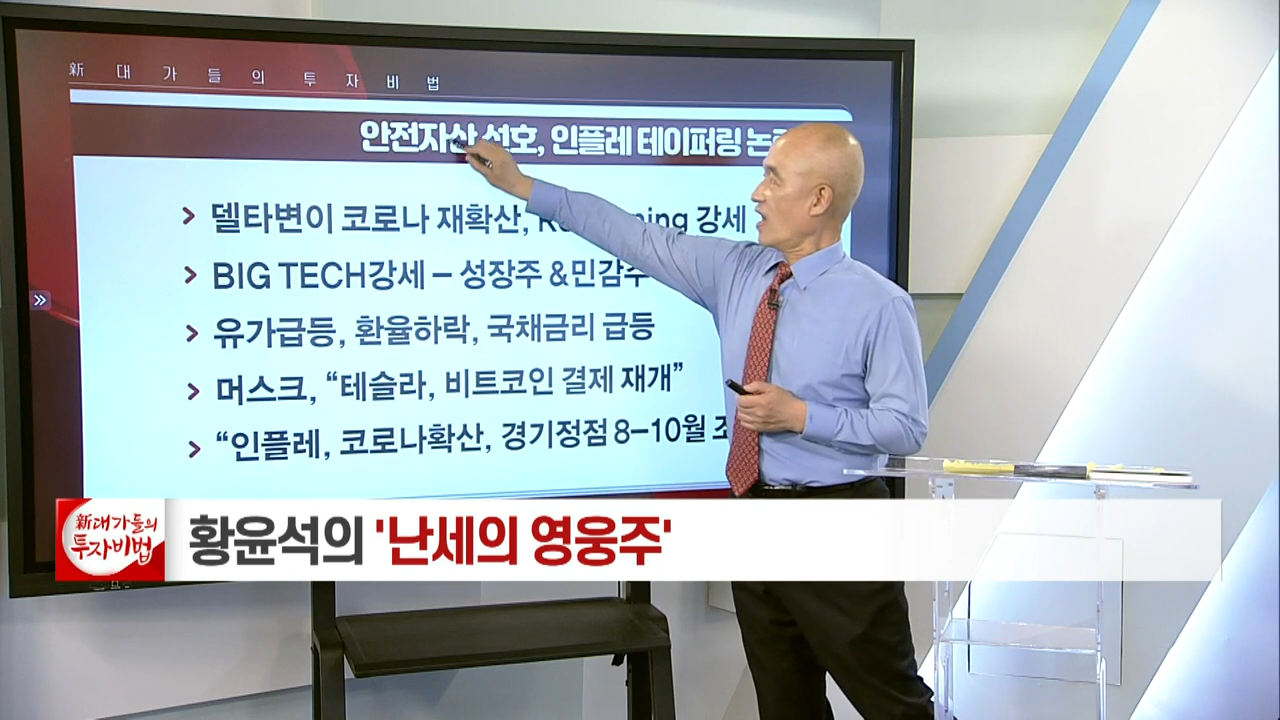 新 대 가 들 의 투 자 비 법
안전자산 선호, 인플레 테이퍼링
델타변이 코로나 재확산, 강세
BIG TECH강세 – 성장주 &민감주
유가급등, 환율하락, 국채금리 급등
머스크, “테슬라, 비트코인 결제 재개”
“인플레, 코로나확산, 경기정점 8–10월
新대가들의
투자비법
황윤석의 '난세의 영웅주'